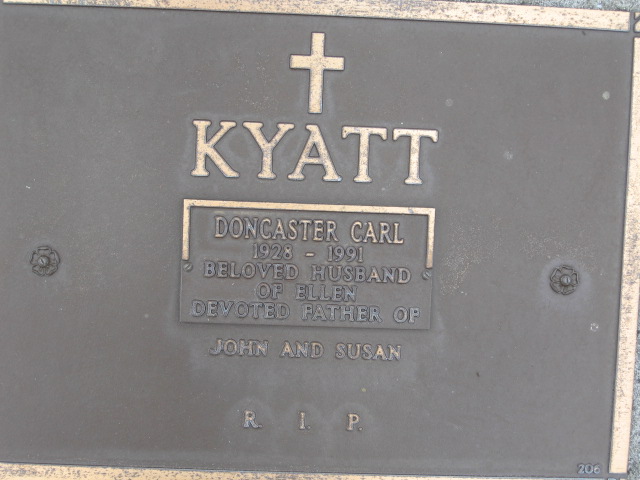 KYATT
DONCASTER CARL
1928 - 1991
BELOVED HUSBAND
OF ELLEN
DEVOTED FATHER OF
JOHN AND SUSAN
R. I. P.
206